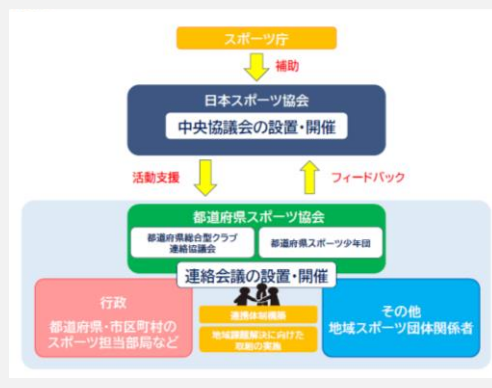 スポーツ庁
補助
日本スポーツ協会
中央協議会の設置・開催
活動支援
フィードバック
都道府県スポーツ協会
都道府県総合型クラブ
連絡協議会
都道府県スポーツ少年団
連絡会議の設置・開催
行政
都道府県・市区町村の
スポーツ担当部局など
連携体制構築
地域課題解決に向けた
取組の実施
その他
地域スポーツ団体関係者